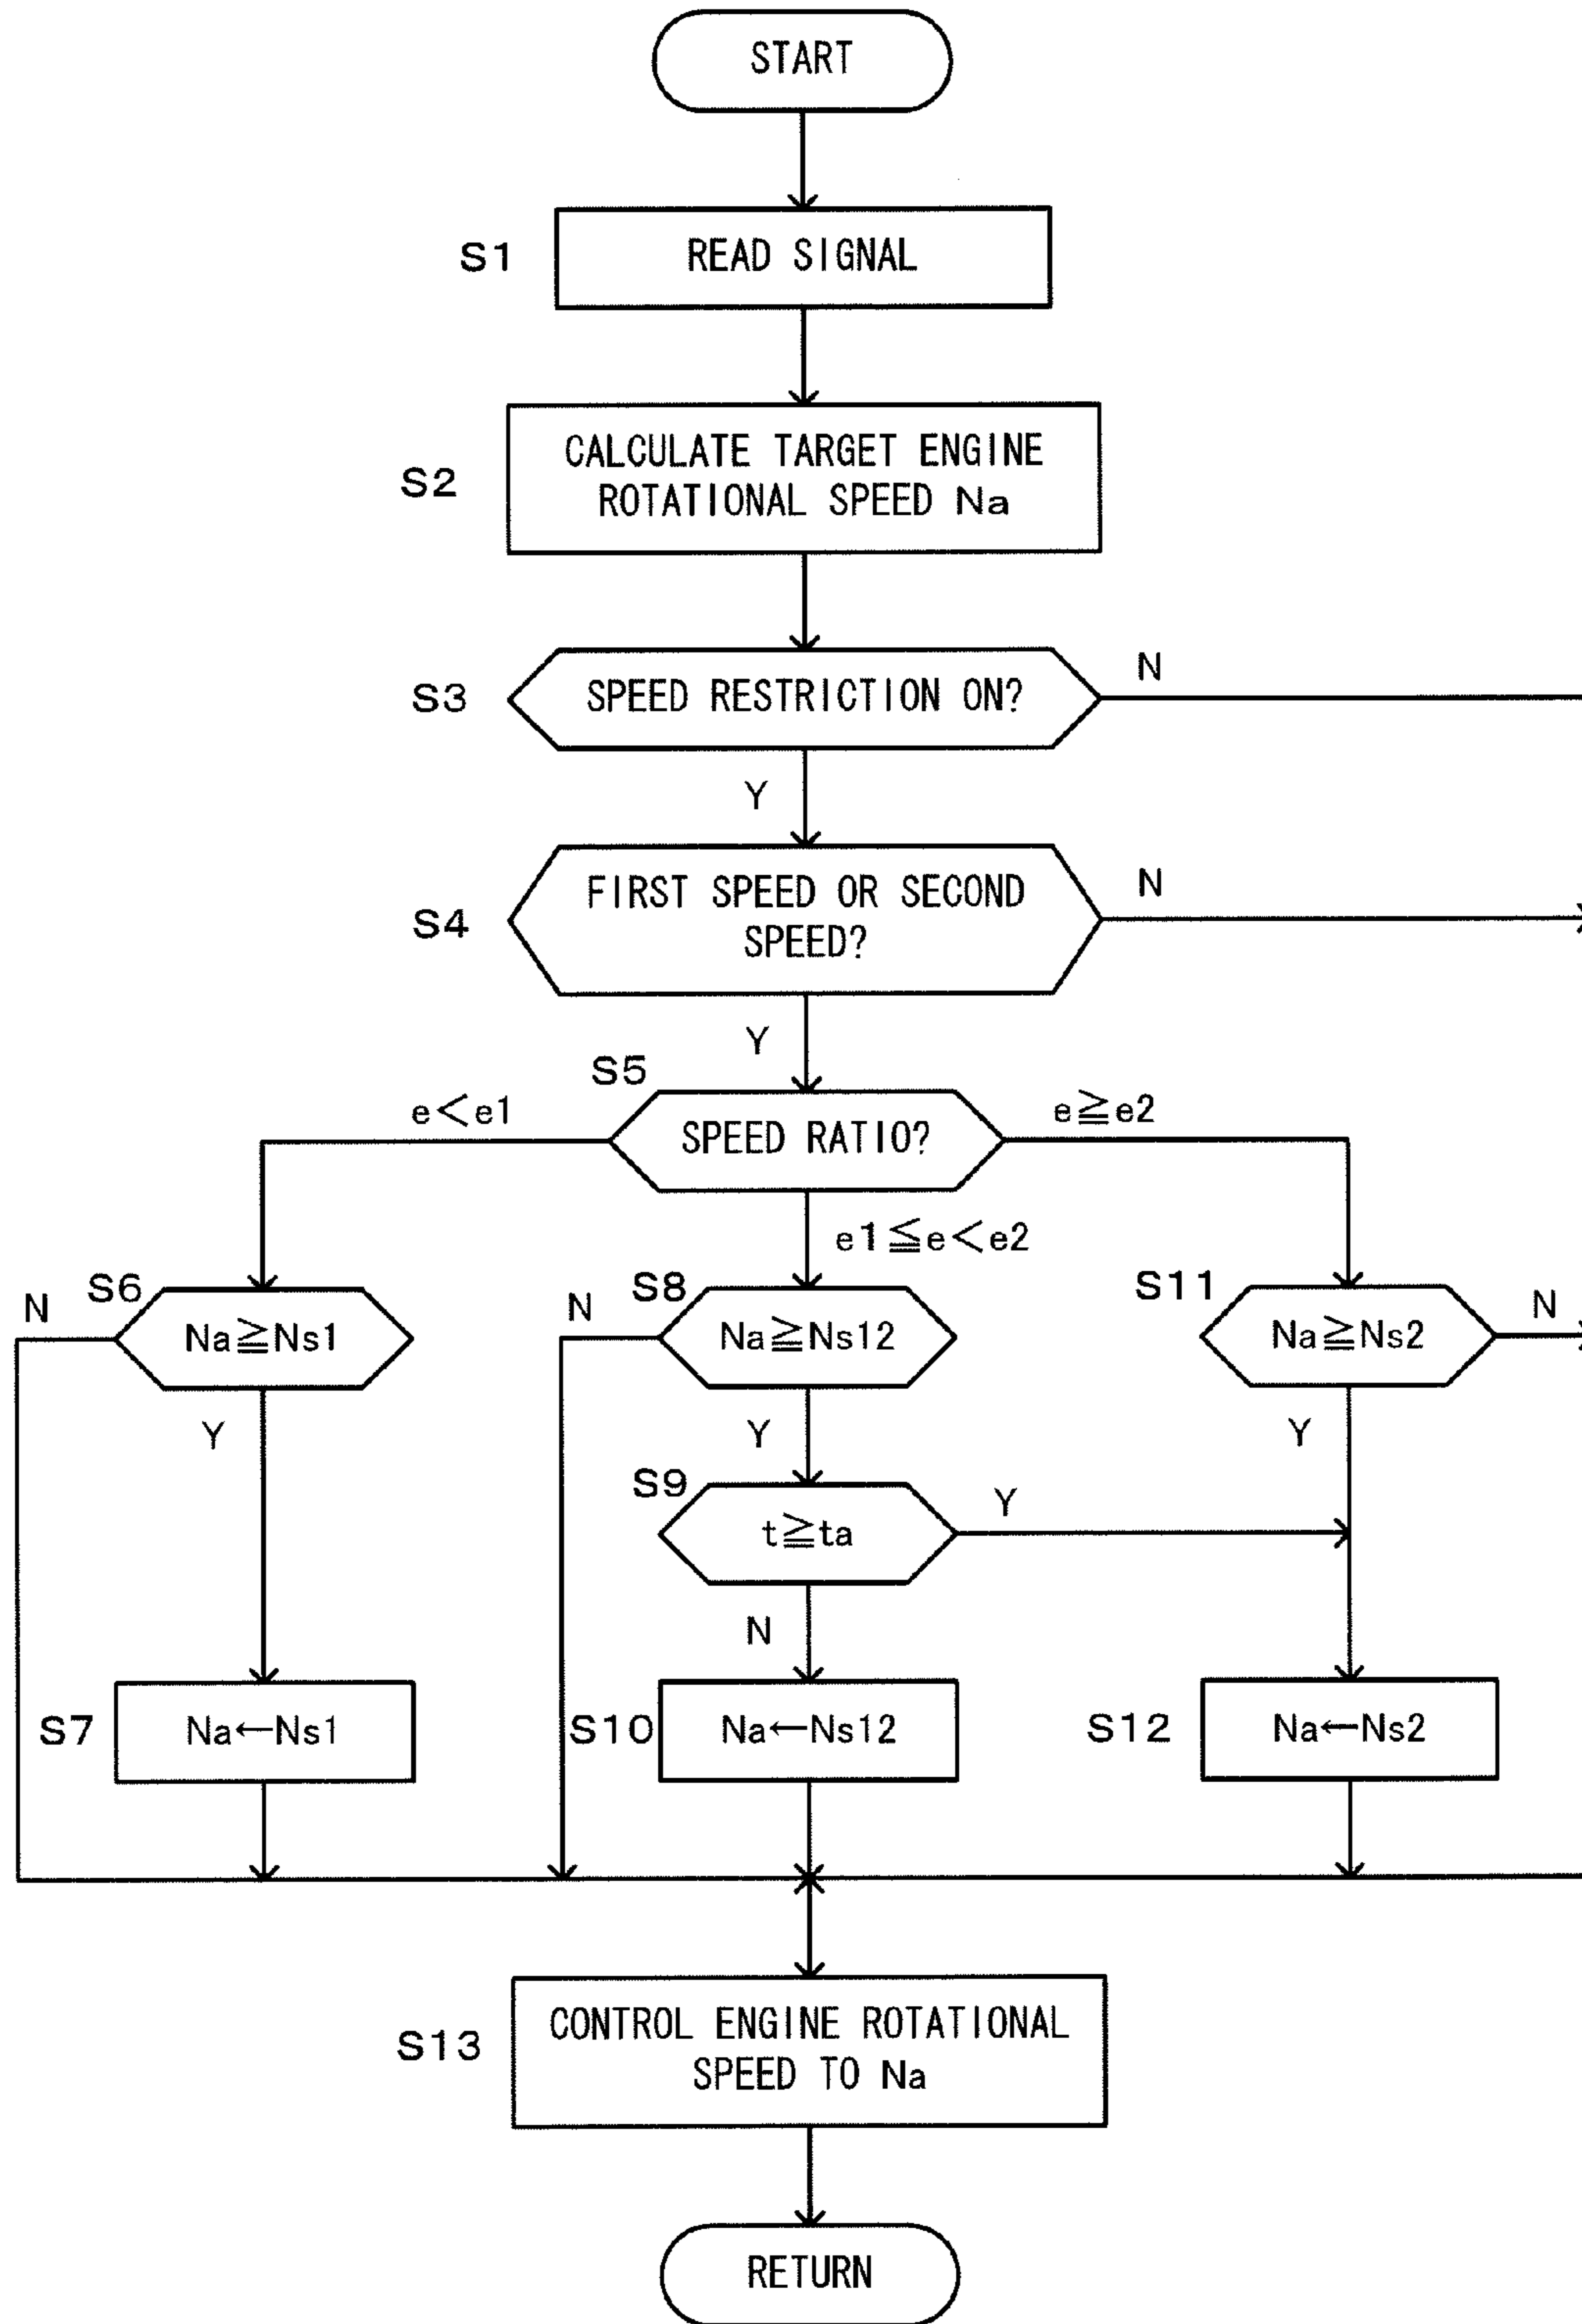 START
S1
READ SIGNAL
S2
CALCULATE TARGET ENGINE
ROTATIONAL SPEED Na
S3
SPEED RESTRICTION ON?
N
Y
S4
FIRST SPEED OR SECOND
SPEED?
N
Y
S5
e<e1
SPEED RATIO?
e≧e2
e1≦e<e2
S6
N
Na≧Ns1
Y
S8
N
Na≧Ns12
Y
S11
Na≧Ns2
N
Y
S9
t≧ta
Y
N
S7
Na←Ns1
S10
Na←Ns12
S12
Na←Ns2
S13
CONTROL ENGINE ROTATIONAL
SPEED TO Na
RETURN